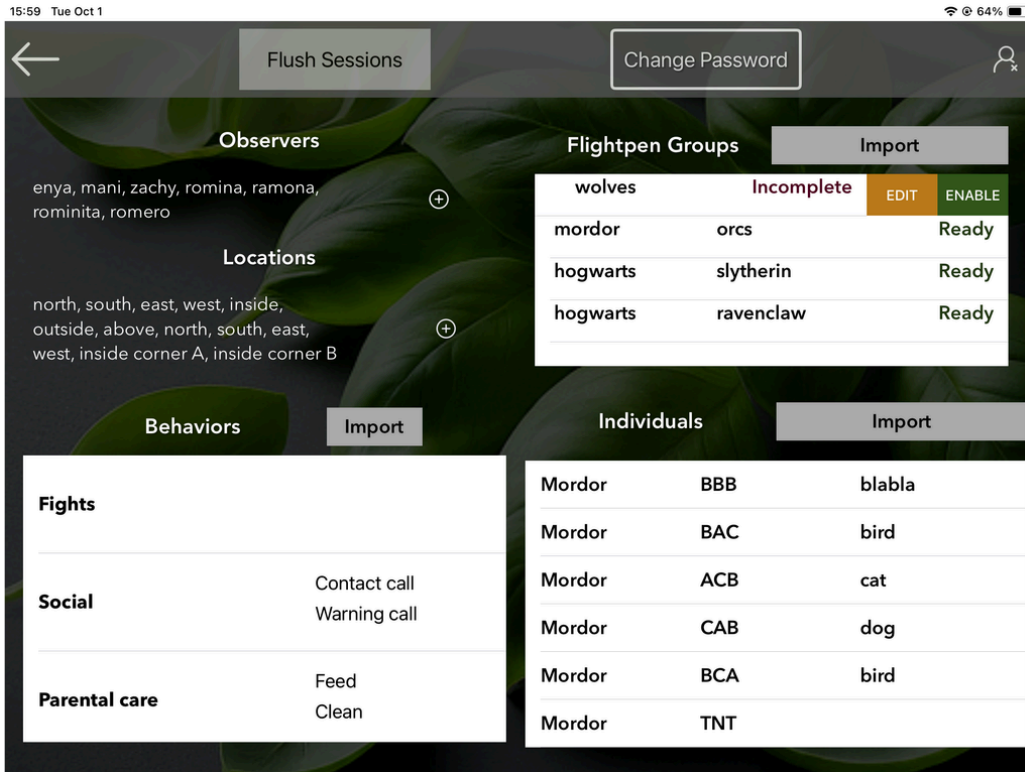 15:59 Tue Oct 1
64%
Flush Sessions
Change Password
Observers
enya, mani, zachy, romina, ramona,
rominita, romero
Locations
north, south, east, west, inside,
outside, above, north, south, east,
west, inside corner A, inside corner B
Flightpen Groups Import
wolves Incomplete EDIT ENABLE
mordor orcs Ready
hogwarts slytherin Ready
hogwarts ravenclaw Ready
Behaviors Import
Fights
Social
Contact call
Warning call
Parental care
Feed
Clean
Individuals Import
Mordor BBB blabla
Mordor BAC bird
Mordor ACB cat
Mordor CAB dog
Mordor BCA bird
Mordor TNT